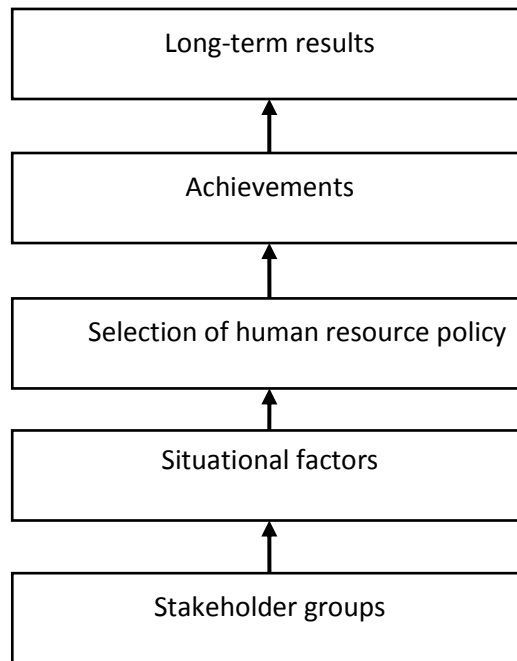 Long-term results
Achievements
Selection of human resource policy
Situational factors
Stakeholder groups